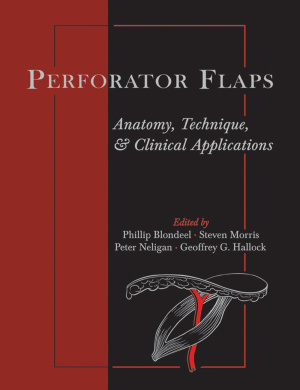 PERFORATOR FLAPS
Anatomy, Technique,
& Clinical Applications
Edited by
Phillip Blondeel · Steven Morris
Peter Neligan · Geoffrey G. Hallock